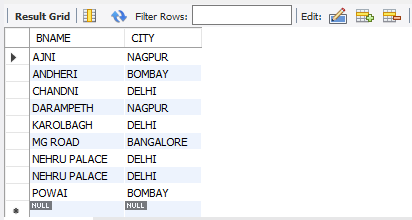 Result Grid Filter Rows: Edit:
BNAME CITY
AJNI NAGPUR
ANDHERI BOMBAY
CHANDNI DELHI
DARAMPETH NAGPUR
KAROLBAGH DELHI
MG ROAD BANGALORE
NEHRU PALACE DELHI
NEHRU PALACE DELHI
POWAI BOMBAY
NULL NULL